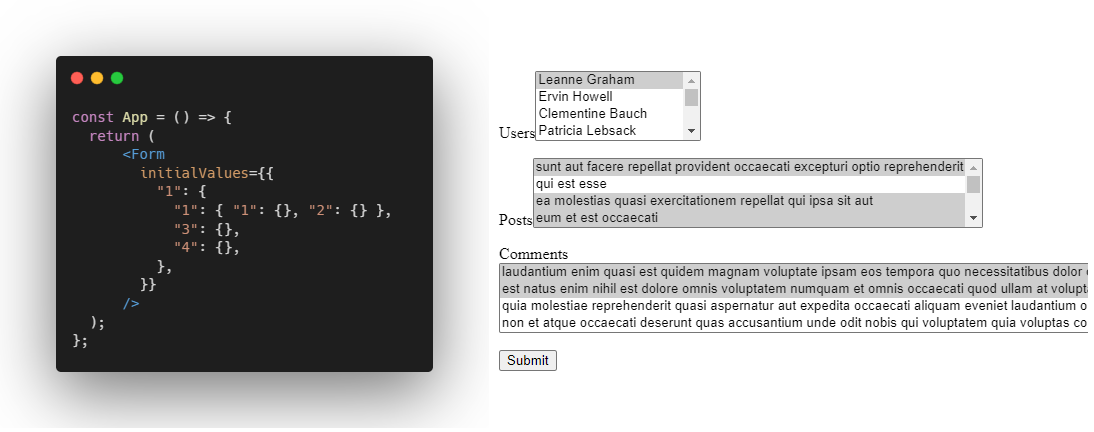 const App = () => {
return (
<Form
initialValues={{
"1": {
"1": { "1": {}, "2": {} },
"3": {},
"4": {},
},
}}
/>
);
};
Leanne Graham
Ervin Howell
Clementine Bauch
Patricia Lebsack
Users
sunt aut facere repellat provident occaecati excepturi optio reprehenderit
qui est esse
ea molestias quasi exercitationem repellat qui ipsa sit aut
eum et est occaecati
Posts
Comments
laudantium enim quasi est quidem magnam voluptate ipsam eos tempora quo necessitatibus dolor
est natus enim nihil est dolore omnis voluptatem numquam et omnis occaecati quod ullam at
quia molestiae reprehenderit quasi aspernatur aut expedita occaecati aliquam eveniet laudantium
non et atque occaecati deserunt quas accusantium unde odit nobis qui voluptatem quia voluptas
Submit